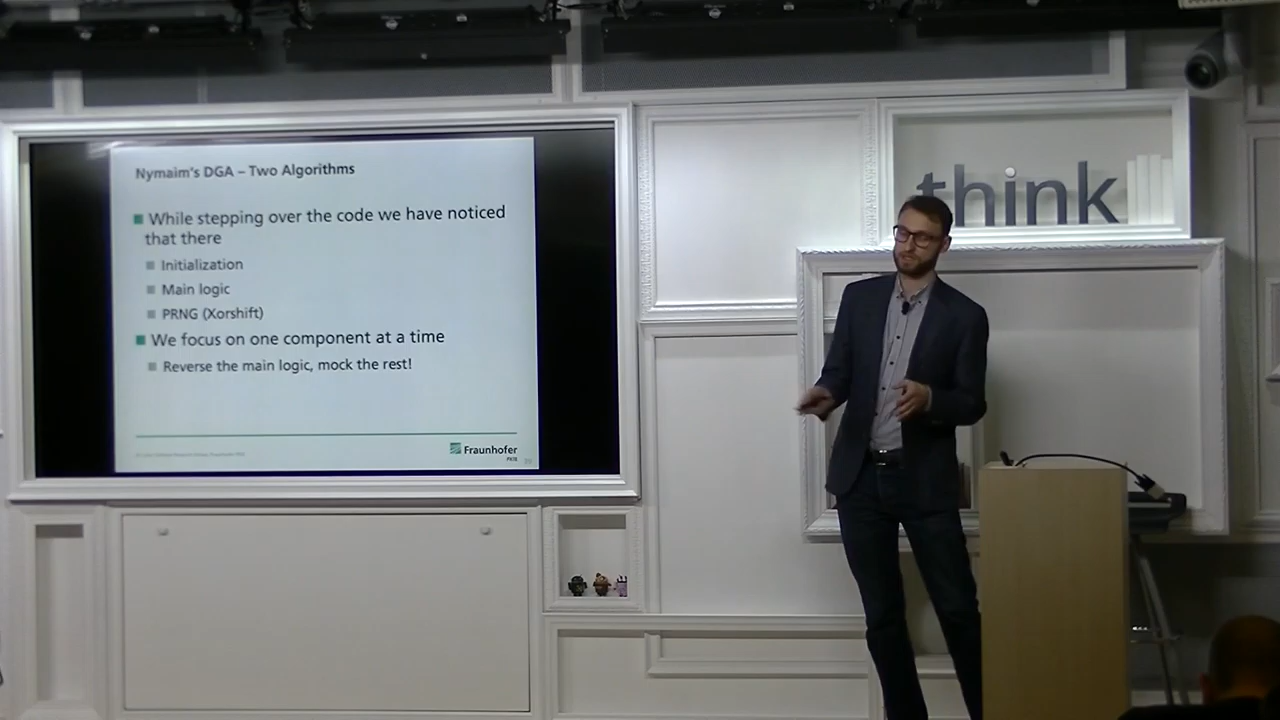 Nymaim's DGA – Two Algorithms
While stepping over the code we have noticed
that there
Initialization
Main logic
PRNG (Xorshift)
We focus on one component at a time
Reverse the main logic, mock the rest!
Fraunhofer
FKIE
think